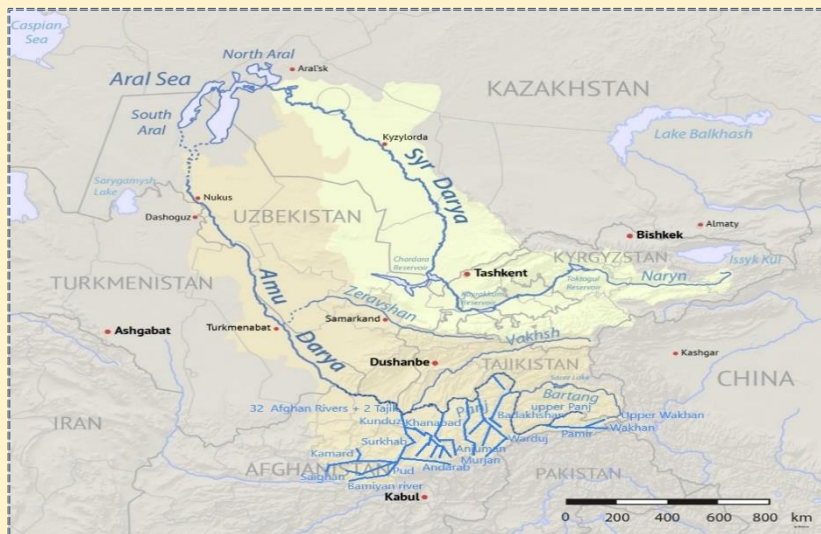 Caspian
Sea
North Aral
Aral'sk
Aral Sea
KAZAKHSTAN
South
Aral
Kyzylorda
Syr Darya
Lake Balkhash
Sarygamysh
Lake
Nukus
Dashoguz
UZBEKISTAN
Almaty
Bishkek
Chardara
Reservoir
Issyk Kul
KYRGYZSTAN
Tashkent
Toktogul
Reservoir
Naryn
TURKMENISTAN
Amu
Darya
Zeravshan
Samarkand
Turkmenabat
Ashgabat
Vakhsh
Dushanbe
TAJIKISTAN
Kashgar
CHINA
Sarez Lake
Bartang
IRAN
32 Afghan Rivers + 2 Tajik
Panj
Badakhshan
upper Panj
Kunduz
Khanabad
Upper Wakhan
Wakhan
Pamir
Surkhab
Warduj
Anjuman
Murjan
Kamard
AFGHANISTAN
Andarab
Pud
Saighan
Bamiyan river
PAKISTAN
Kabul
0 200 400 600 800 km